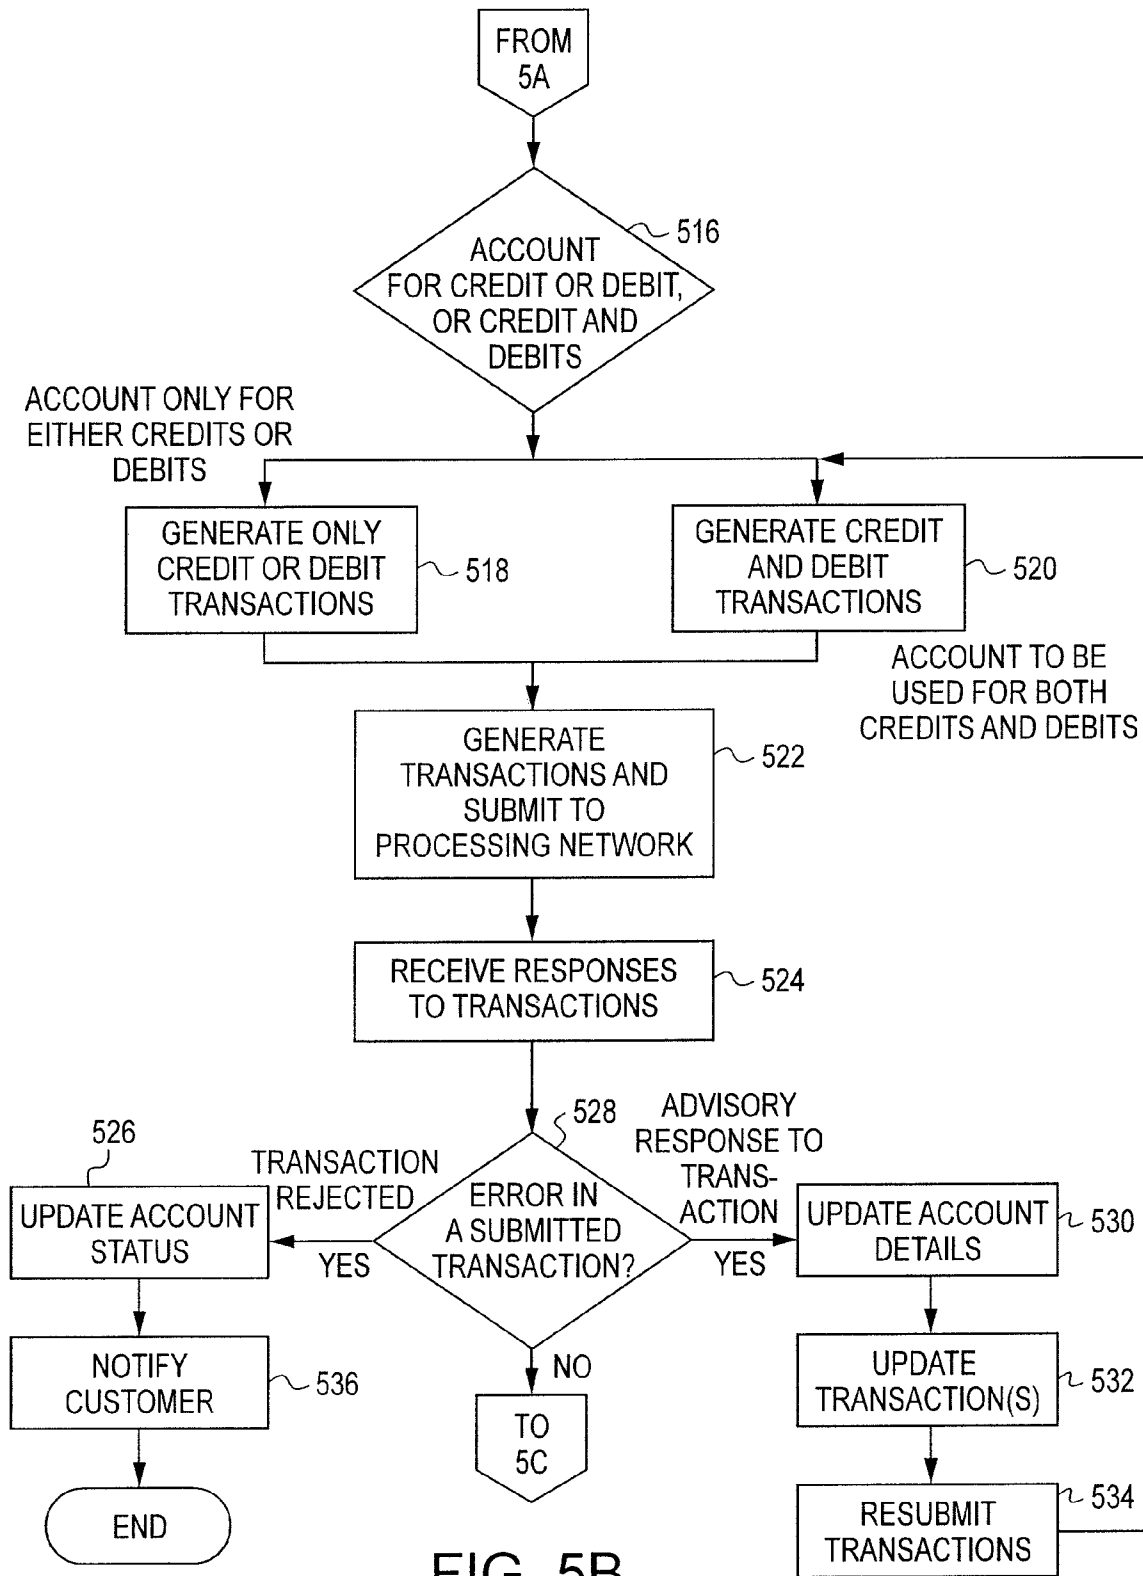 FROM
5A
516
ACCOUNT
FOR CREDIT OR DEBIT,
OR CREDIT AND
DEBITS
ACCOUNT ONLY FOR
EITHER CREDITS OR
DEBITS
GENERATE ONLY
CREDIT OR DEBIT
TRANSACTIONS
518
GENERATE CREDIT
AND DEBIT
TRANSACTIONS
520
ACCOUNT TO BE
USED FOR BOTH
CREDITS AND DEBITS
GENERATE
TRANSACTIONS AND
SUBMIT TO
PROCESSING NETWORK
522
RECEIVE RESPONSES
TO TRANSACTIONS
524
528
ERROR IN
A SUBMITTED
TRANSACTION?
TRANSACTION
REJECTED
YES
526
UPDATE ACCOUNT
STATUS
NOTIFY
CUSTOMER
536
END
NO
TO
5C
ADVISORY
RESPONSE TO
TRANS-
ACTION
YES
UPDATE ACCOUNT
DETAILS
530
UPDATE
TRANSACTION(S)
532
RESUBMIT
TRANSACTIONS
534
FIG. 5B